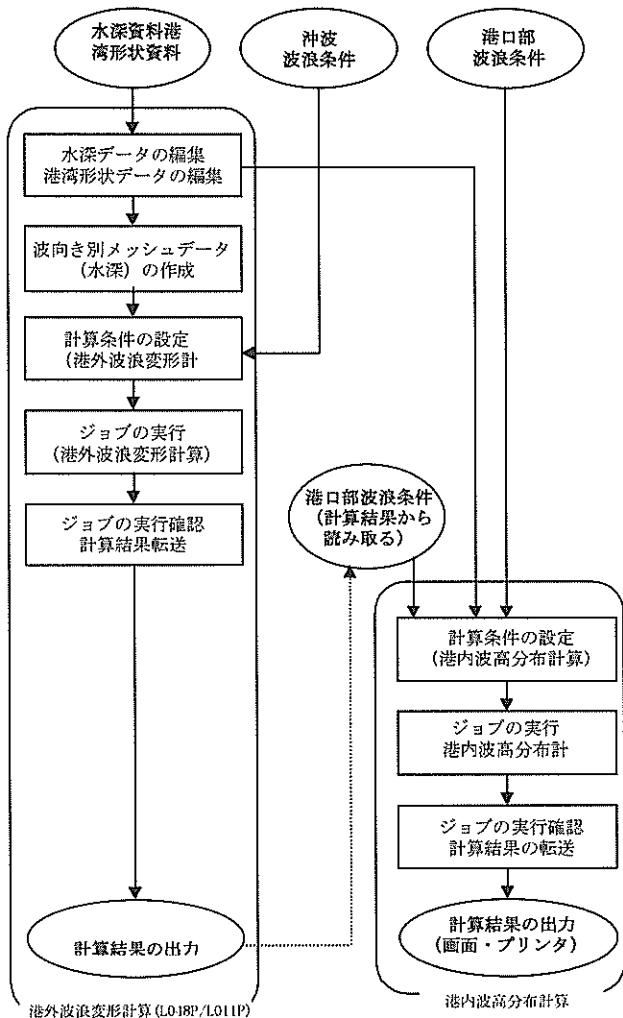 水深資料港
湾形状資料
沖波
波浪条件
港口部
波浪条件
水深データの編集
港湾形状データの編集
波向き別メッシュデータ
(水深)の作成
計算条件の設定
(港外波浪変形計
ジョブの実行
(港外波浪変形計算)
ジョブの実行確認
計算結果転送
港口部波浪条件
(計算結果から
読み取る)
計算条件の設定
(港内波高分布計算)
ジョブの実行
港内波高分布計
ジョブの実行確認
計算結果の転送
計算結果の出力
計算結果の出力
(画面・プリンタ)
港外波浪変形計算(L048P/L011P)
港内波高分布計算